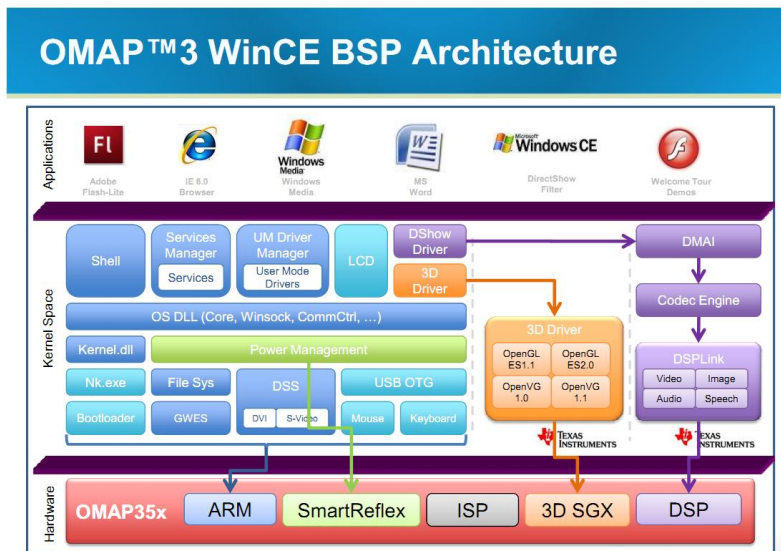 OMAP™3 WinCE BSP Architecture
Applications
Fl
Adobe
Flash-Lite
IE 6.0
Browser
Windows
Media
Windows
Media
W
MS
Word
Microsoft
Windows CE
DirectShow
Filter
Welcome Tour
Demos
Kernel Space
Shell
Services
Manager
Services
UM Driver
Manager
User Mode
Drivers
LCD
DShow
Driver
3D
Driver
DMAI
Codec Engine
OS DLL (Core, Winsock, CommCtrl, ...)
Kernel.dll
Power Management
3D Driver
OpenGL
ES1.1
OpenGL
ES2.0
OpenVG
1.0
OpenVG
1.1
DSPLink
Video
Image
Audio
Speech
Nk.exe
File Sys
DSS
DVI
S-Video
USB OTG
Bootloader
GWES
Mouse
Keyboard
TEXAS
INSTRUMENTS
TEXAS
INSTRUMENTS
Hardware
OMAP35x
ARM
SmartReflex
ISP
3D SGX
DSP